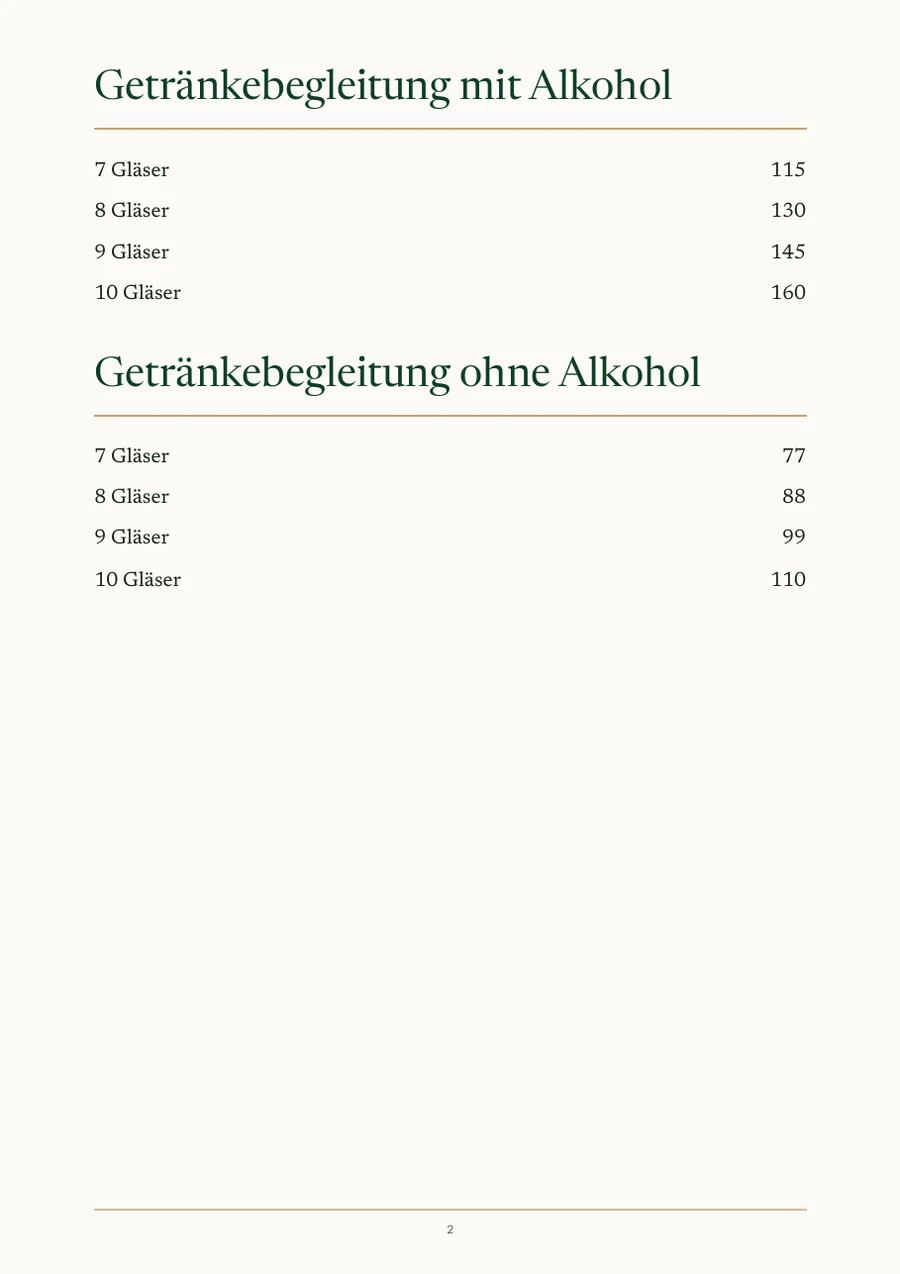 Getränkebegleitung mit Alkohol
7 Gläser 115
8 Gläser 130
9 Gläser 145
10 Gläser 160
Getränkebegleitung ohne Alkohol
7 Gläser 77
8 Gläser 88
9 Gläser 99
10 Gläser 110
2